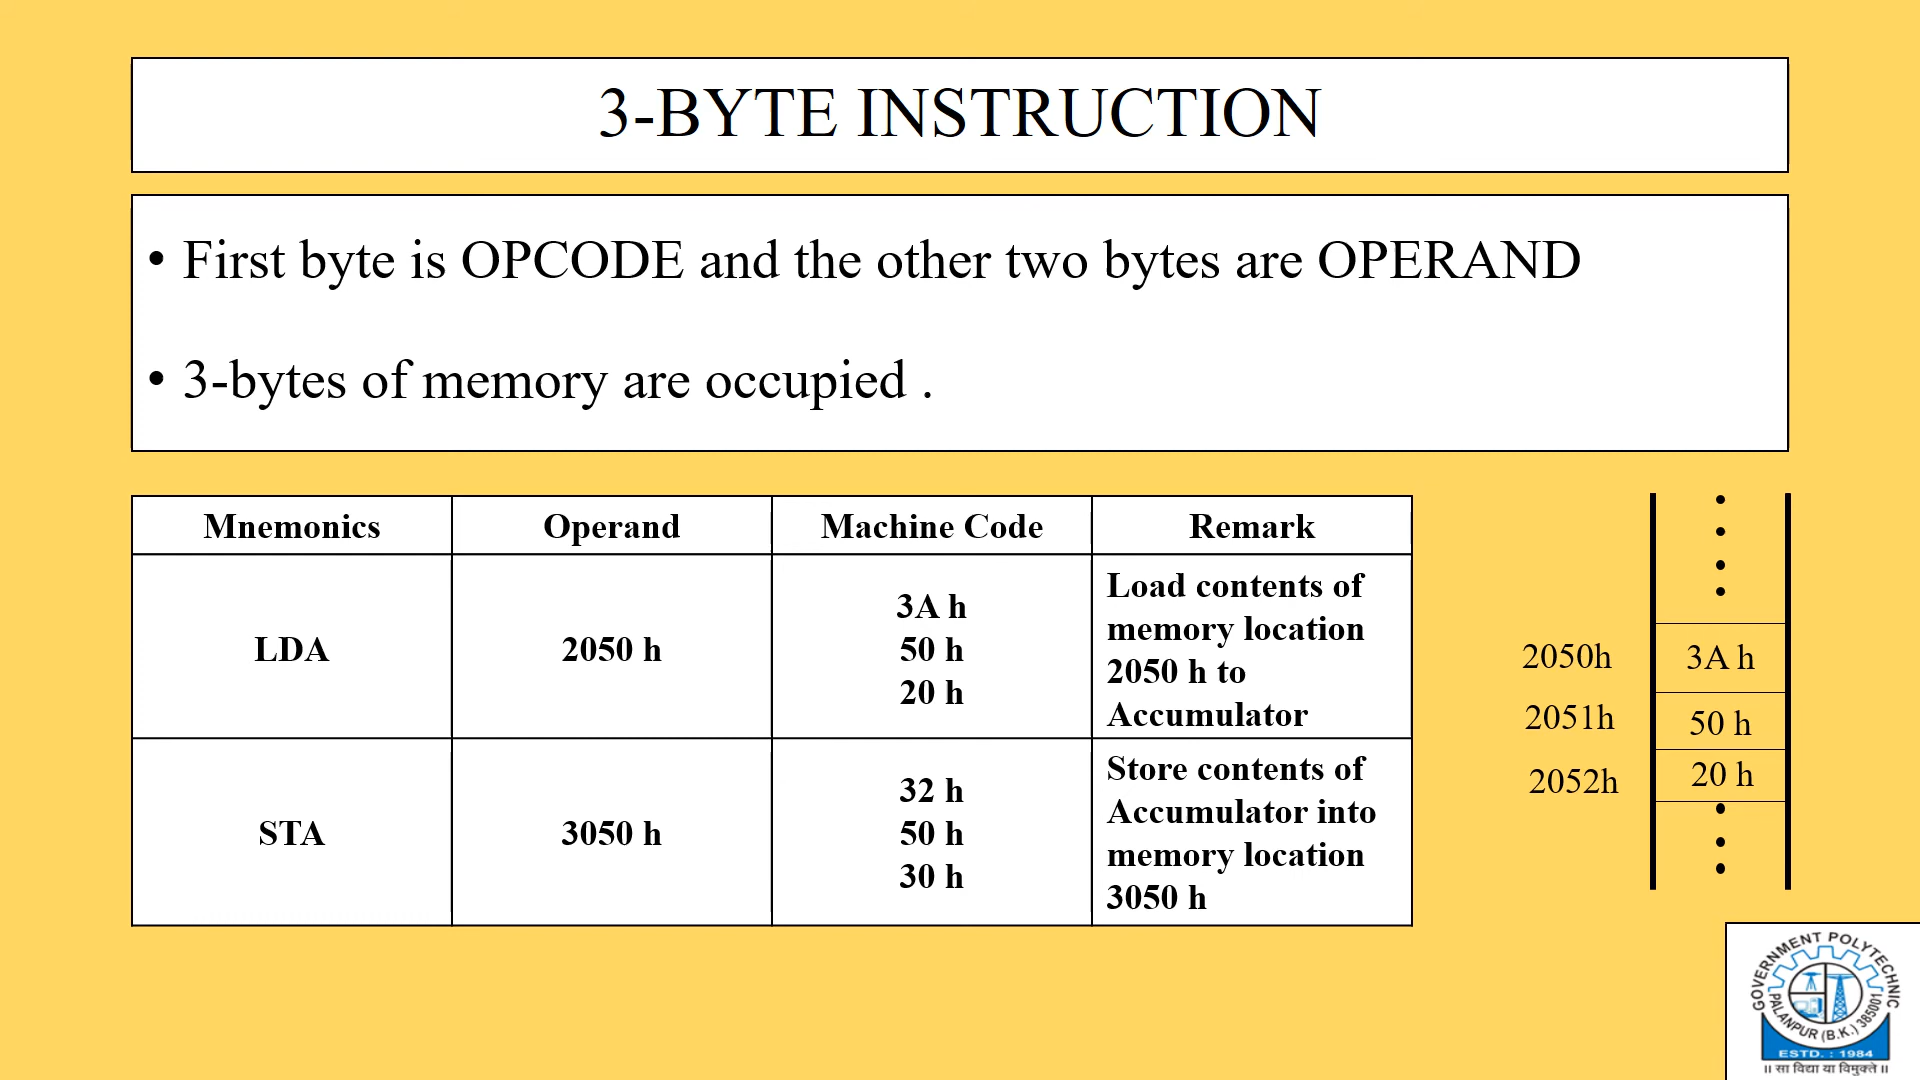 3-BYTE INSTRUCTION
• First byte is OPCODE and the other two bytes are OPERAND
• 3-bytes of memory are occupied .
Mnemonics Operand Machine Code Remark
LDA
2050 h
3A h
50 h
20 h
Load contents of
memory location
2050 h to
Accumulator
STA
3050 h
32 h
50 h
30 h
Store contents of
Accumulator into
memory location
3050 h
2050h 3A h
2051h 50 h
2052h 20 h
GOVERNMENT POLYTECHNIC
PALANPUR (B.K.) 385001
ESTD. : 1984
॥ सा विद्या या विमुक्ते ॥